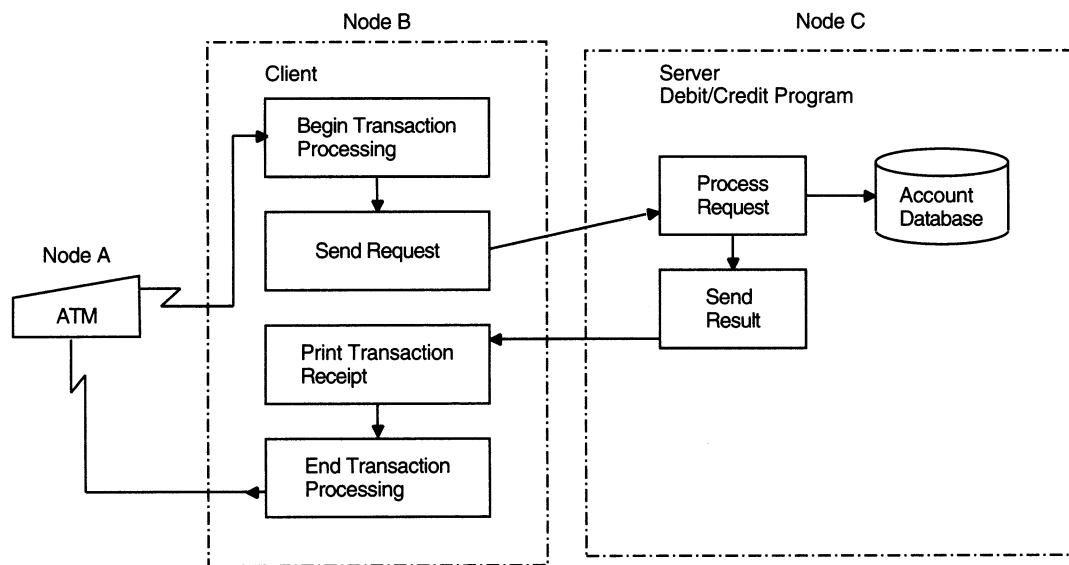 Node B
Node C
Client
Server
Debit/Credit Program
Begin Transaction
Processing
Process
Request
Account
Database
Send Request
Node A
ATM
Send
Result
Print Transaction
Receipt
End Transaction
Processing